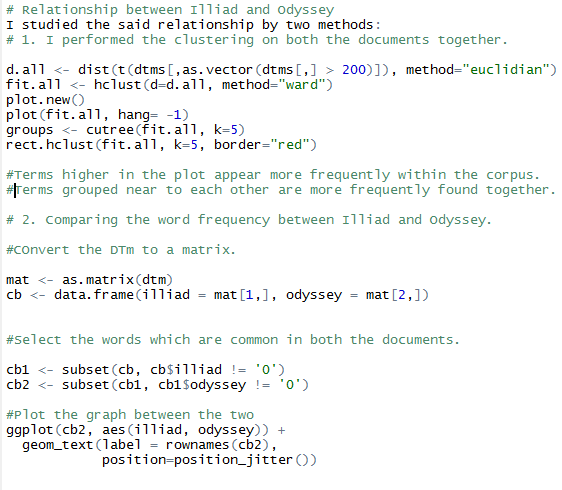 # Relationship between Illiad and Odyssey
I studied the said relationship by two methods:
# 1. I performed the clustering on both the documents together.
d.all <- dist(t(dtms[,as.vector(dtms[,] > 200)]), method="euclidian")
fit.all <- hclust(d=d.all, method="ward")
plot.new()
plot(fit.all, hang= -1)
groups <- cutree(fit.all, k=5)
rect.hclust(fit.all, k=5, border="red")
#Terms higher in the plot appear more frequently within the corpus.
#Terms grouped near to each other are more frequently found together.
# 2. Comparing the word frequency between Illiad and Odyssey.
#COnvert the DTm to a matrix.
mat <- as.matrix(dtm)
cb <- data.frame(illiad = mat[1,], odyssey = mat[2,])
#Select the words which are common in both the documents.
cb1 <- subset(cb, cb$illiad != '0')
cb2 <- subset(cb1, cb1$odyssey != '0')
#Plot the graph between the two
ggplot(cb2, aes(illiad, odyssey)) +
geom_text(label = rownames(cb2),
position=position_jitter())